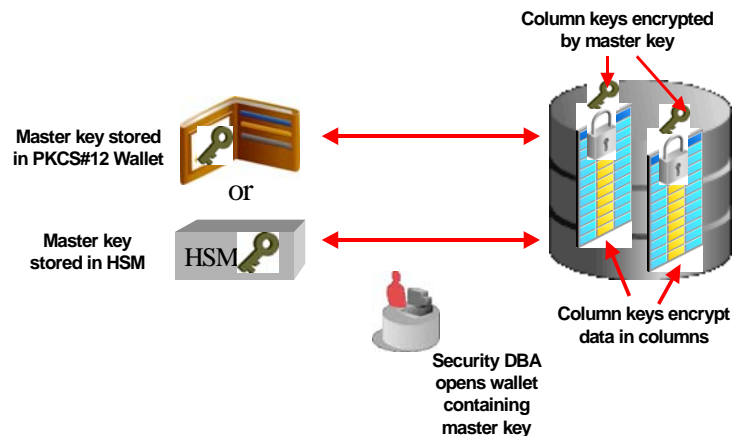 Column keys encrypted
by master key
Master key stored
in PKCS#12 Wallet
or
Master key
stored in HSM
HSM
Column keys encrypt
data in columns
Security DBA
opens wallet
containing
master key